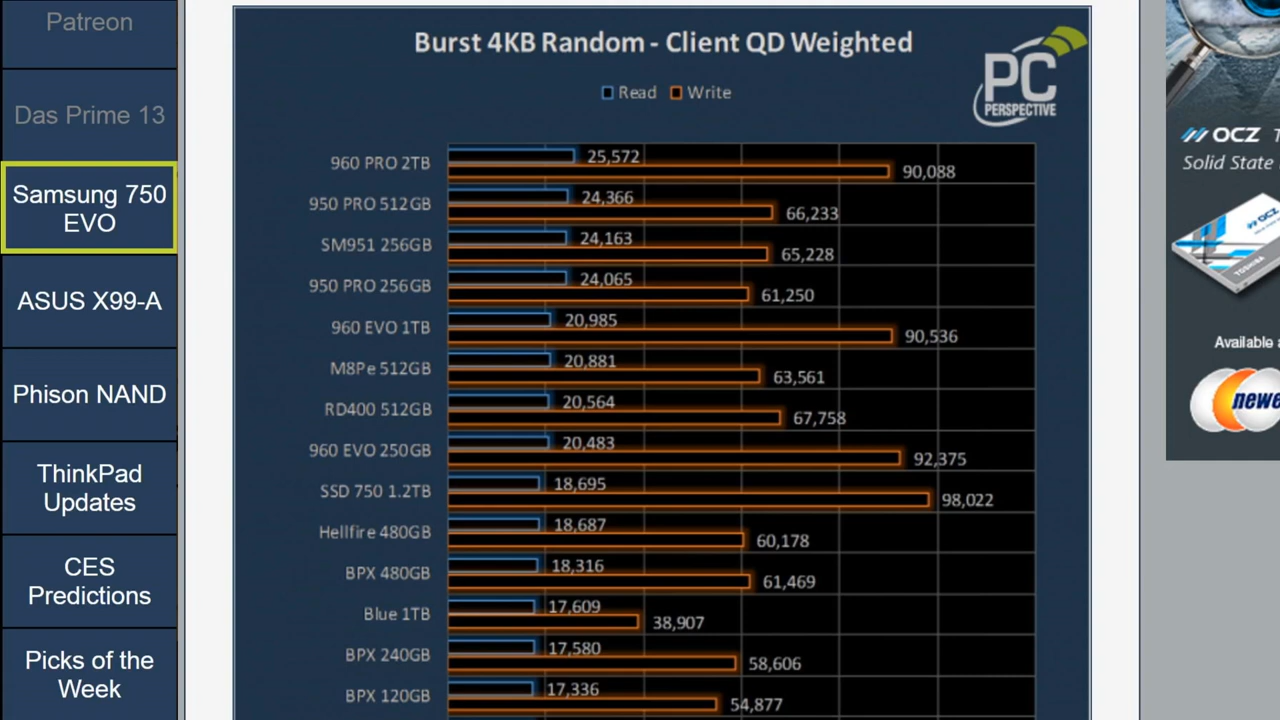 Patreon
Das Prime 13
Samsung 750
EVO
ASUS X99-A
Phison NAND
ThinkPad
Updates
CES
Predictions
Picks of the
Week
Burst 4KB Random - Client QD Weighted
Read Write
PC
PERSPECTIVE
960 PRO 2TB 25,572 90,088
950 PRO 512GB 24,366 66,233
SM951 256GB 24,163 65,228
950 PRO 256GB 24,065 61,250
960 EVO 1TB 20,985 90,536
M8Pe 512GB 20,881 63,561
RD400 512GB 20,564 67,758
960 EVO 250GB 20,483 92,375
SSD 750 1.2TB 18,695 98,022
Hellfire 480GB 18,687 60,178
BPX 480GB 18,316 61,469
Blue 1TB 17,609 38,907
BPX 240GB 17,580 58,606
BPX 120GB 17,336 54,877
OCZ T
Solid State
OCZ
TOSHIBA
Available a
newe